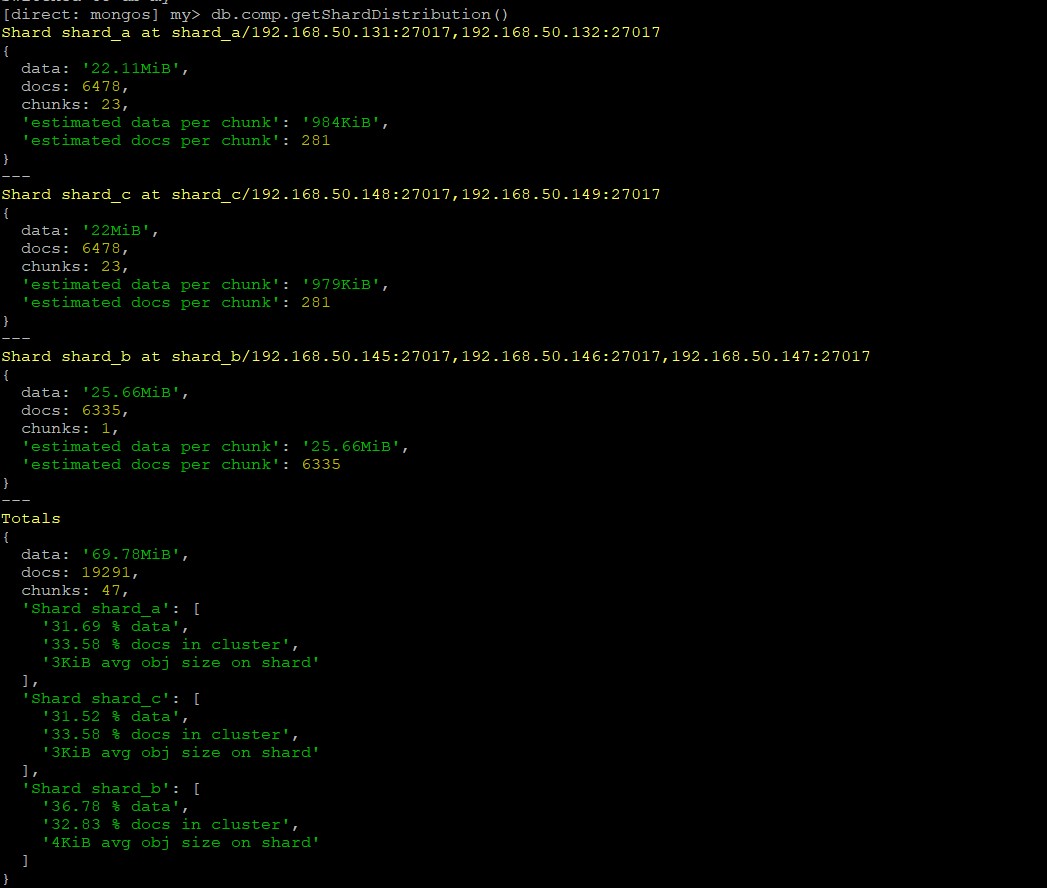 [direct: mongos] my> db.comp.getShardDistribution()
Shard shard_a at shard_a/192.168.50.131:27017,192.168.50.132:27017
{
  data: '22.11MiB',
  docs: 6478,
  chunks: 23,
  'estimated data per chunk': '984KiB',
  'estimated docs per chunk': 281
}
---
Shard shard_c at shard_c/192.168.50.148:27017,192.168.50.149:27017
{
  data: '22MiB',
  docs: 6478,
  chunks: 23,
  'estimated data per chunk': '979KiB',
  'estimated docs per chunk': 281
}
---
Shard shard_b at shard_b/192.168.50.145:27017,192.168.50.146:27017,192.168.50.147:27017
{
  data: '25.66MiB',
  docs: 6335,
  chunks: 1,
  'estimated data per chunk': '25.66MiB',
  'estimated docs per chunk': 6335
}
---
Totals
{
  data: '69.78MiB',
  docs: 19291,
  chunks: 47,
  'Shard shard_a': [
    '31.69 % data',
    '33.58 % docs in cluster',
    '3KiB avg obj size on shard'
  ],
  'Shard shard_c': [
    '31.52 % data',
    '33.58 % docs in cluster',
    '3KiB avg obj size on shard'
  ],
  'Shard shard_b': [
    '36.78 % data',
    '32.83 % docs in cluster',
    '4KiB avg obj size on shard'
  ]
}